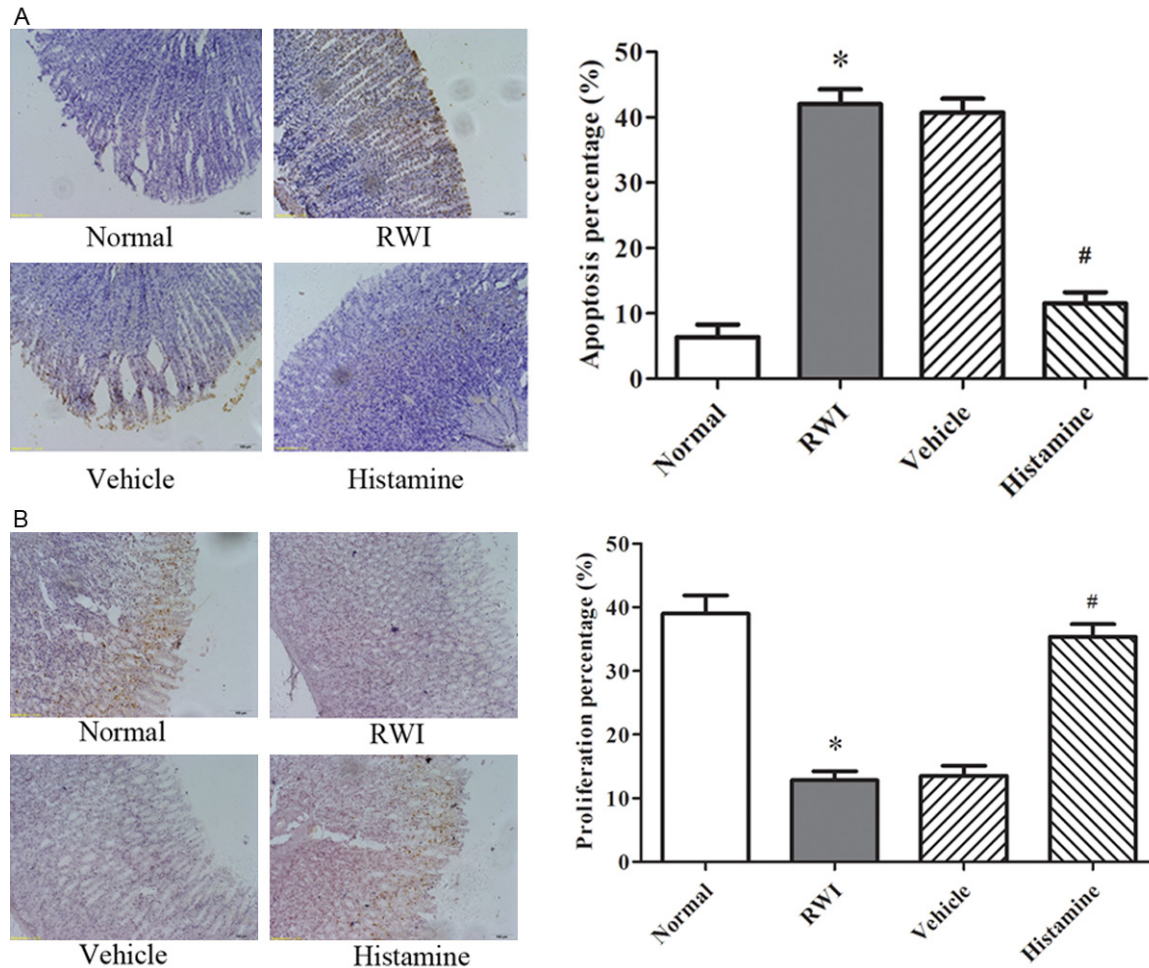 A
Normal
RWI
Vehicle
Histamine
Apoptosis percentage (%)
50
40
30
20
10
0
*
#
Normal
RWI
Vehicle
Histamine
B
Normal
RWI
Vehicle
Histamine
Proliferation percentage (%)
50
40
30
20
10
0
*
#
Normal
RWI
Vehicle
Histamine